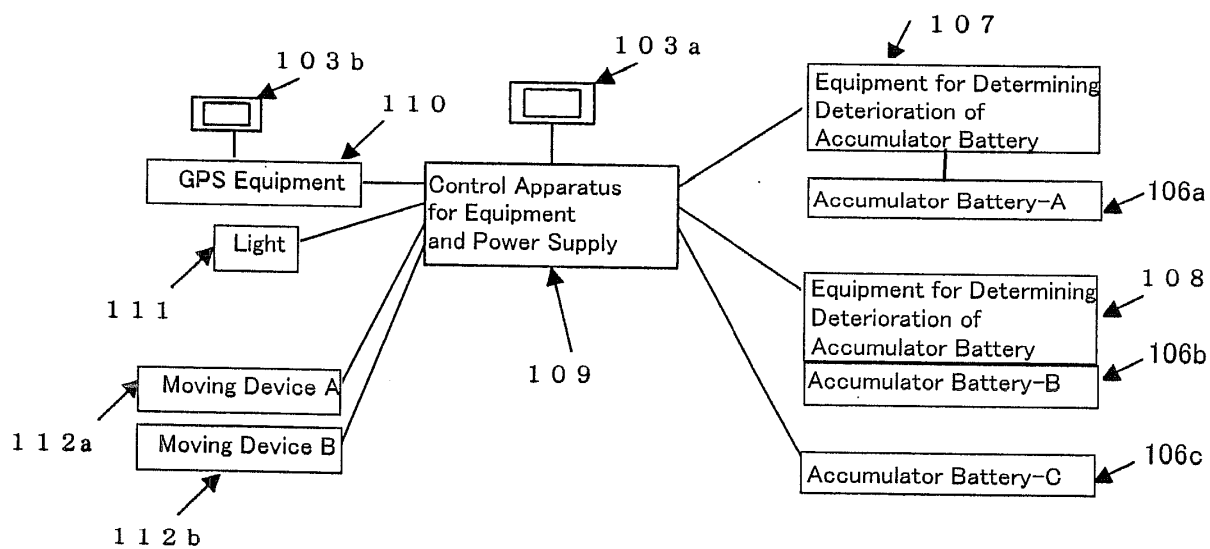 107
103a
103b
110
Equipment for Determining
Deterioration of
Accumulator Battery
GPS Equipment
Control Apparatus
for Equipment
and Power Supply
Accumulator Battery-A
106a
Light
111
Equipment for Determining
Deterioration of
Accumulator Battery
108
106b
109
Accumulator Battery-B
Moving Device A
112a
Moving Device B
106c
Accumulator Battery-C
112b